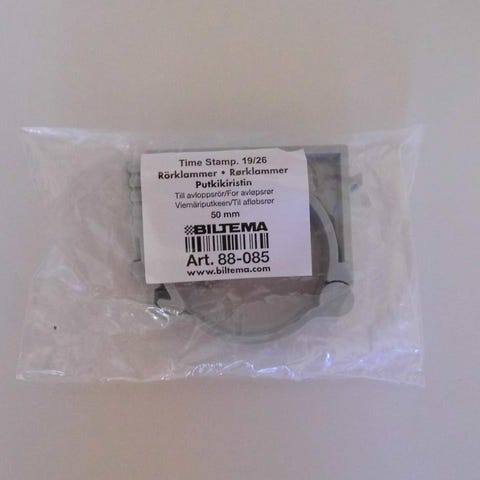 Time Stamp. 19/26
Rörklammer • Rørklammer
Putkikiristin
Till avloppsrör/For avløpsrør
Viemäriputkeen/Til afløbsrør
50 mm
BILTEMA
Art. 88-085
www.biltema.com